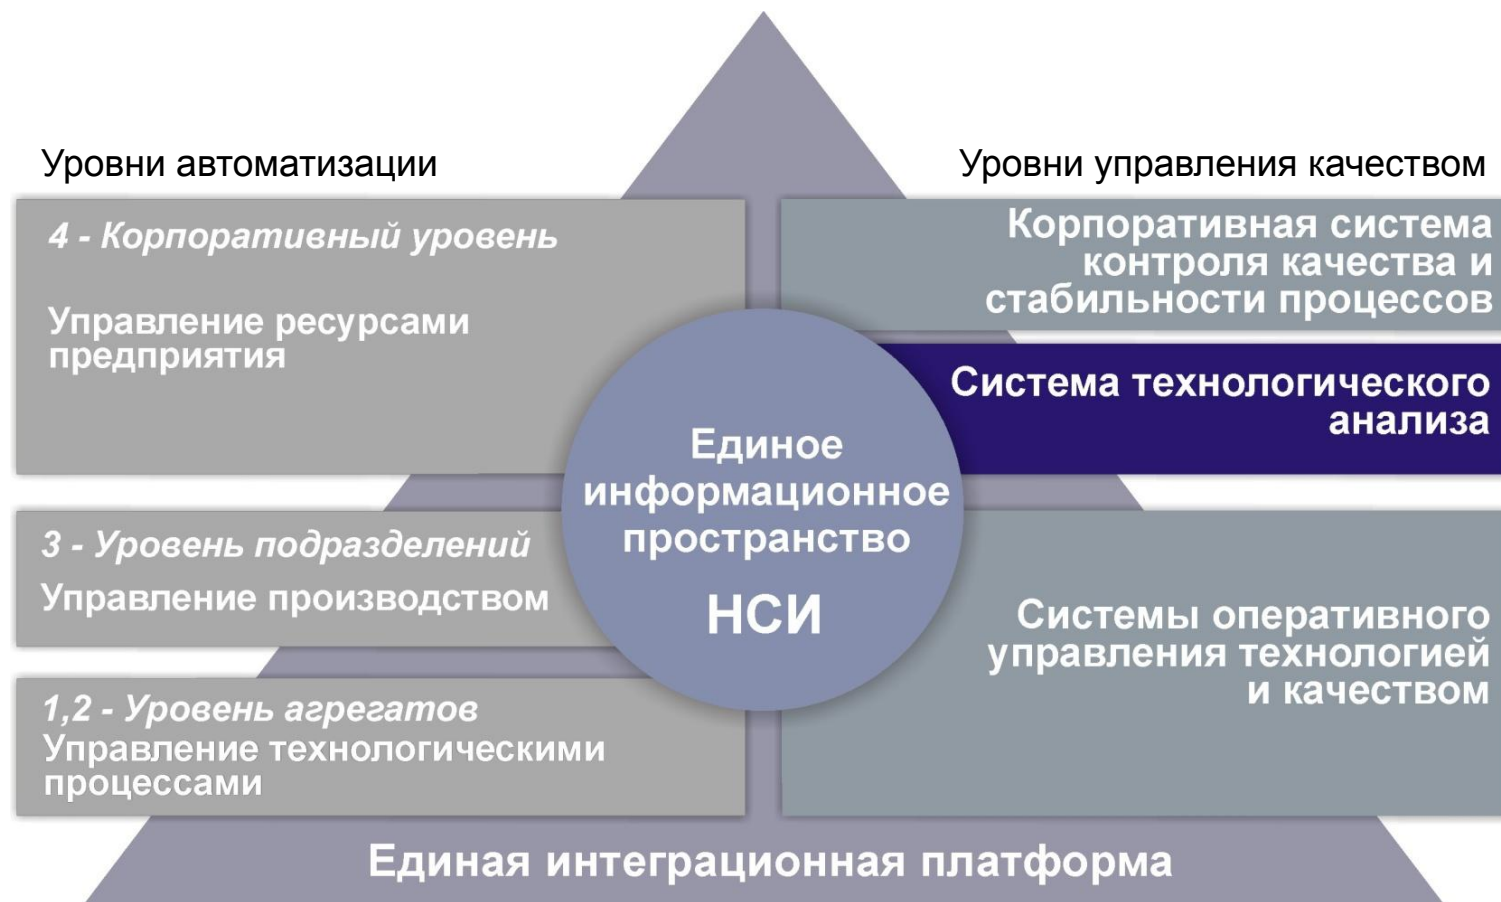 Уровни автоматизации
4 - Корпоративный уровень
Управление ресурсами
предприятия
3 - Уровень подразделений
Управление производством
1,2 - Уровень агрегатов
Управление технологическими
процессами
Единое
информационное
пространство
НСИ
Уровни управления качеством
Корпоративная система
контроля качества и
стабильности процессов
Система технологического
анализа
Системы оперативного
управления технологией
и качеством
Единая интеграционная платформа